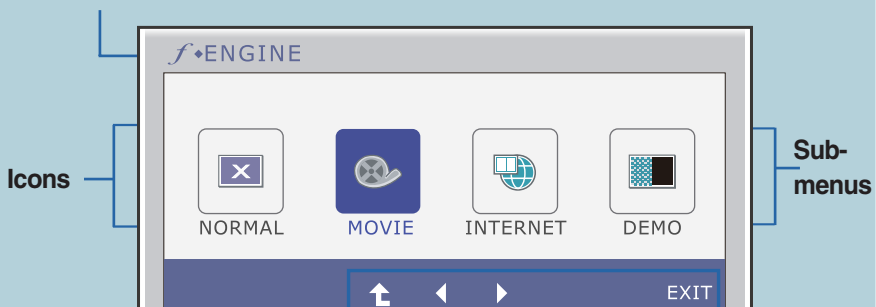 f•ENGINE
Icons
Sub-
menus
NORMAL MOVIE INTERNET DEMO
EXIT